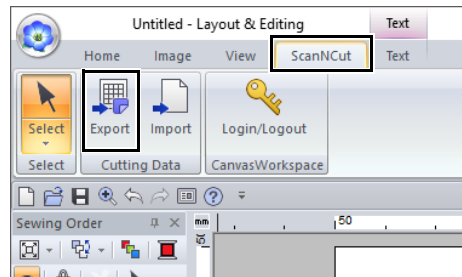 Untitled - Layout & Editing
Text
Home
Image
View
ScanNCut
Text
Select
Export
Import
Login/Logout
Select
Cutting Data
CanvasWorkspace
Sewing Order
mm
50